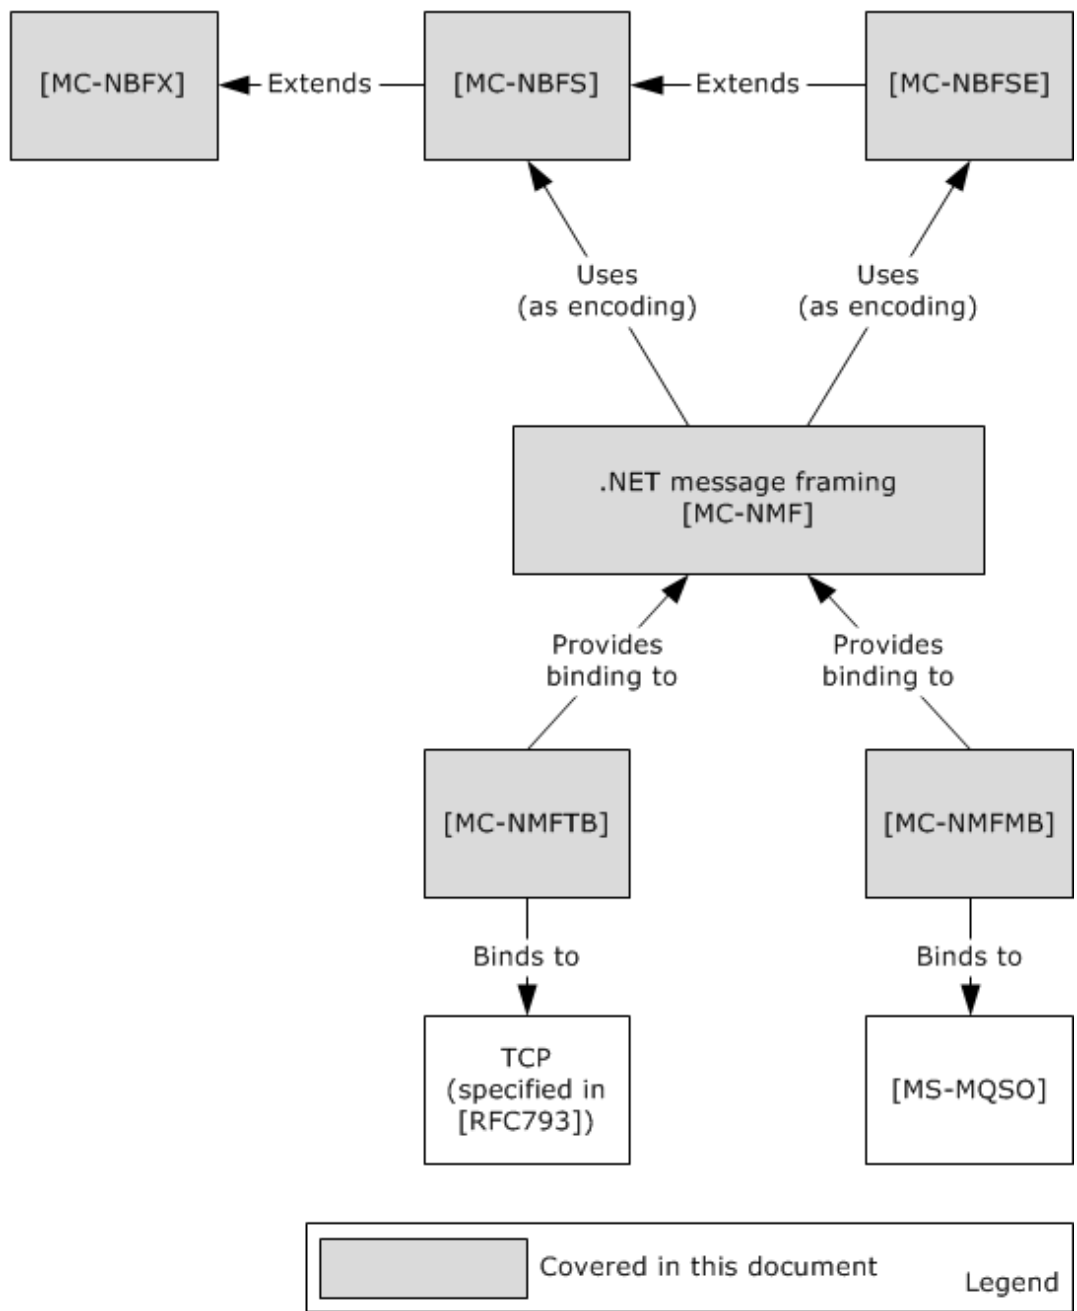 [MC-NBFX]
Extends
[MC-NBFS]
Extends
[MC-NBFSE]
Uses
(as encoding)
Uses
(as encoding)
.NET message framing
[MC-NMF]
Provides
binding to
Provides
binding to
[MC-NMFTB]
[MC-NMFMB]
Binds to
Binds to
TCP
(specified in
[RFC793])
[MS-MQSO]
Covered in this document
Legend